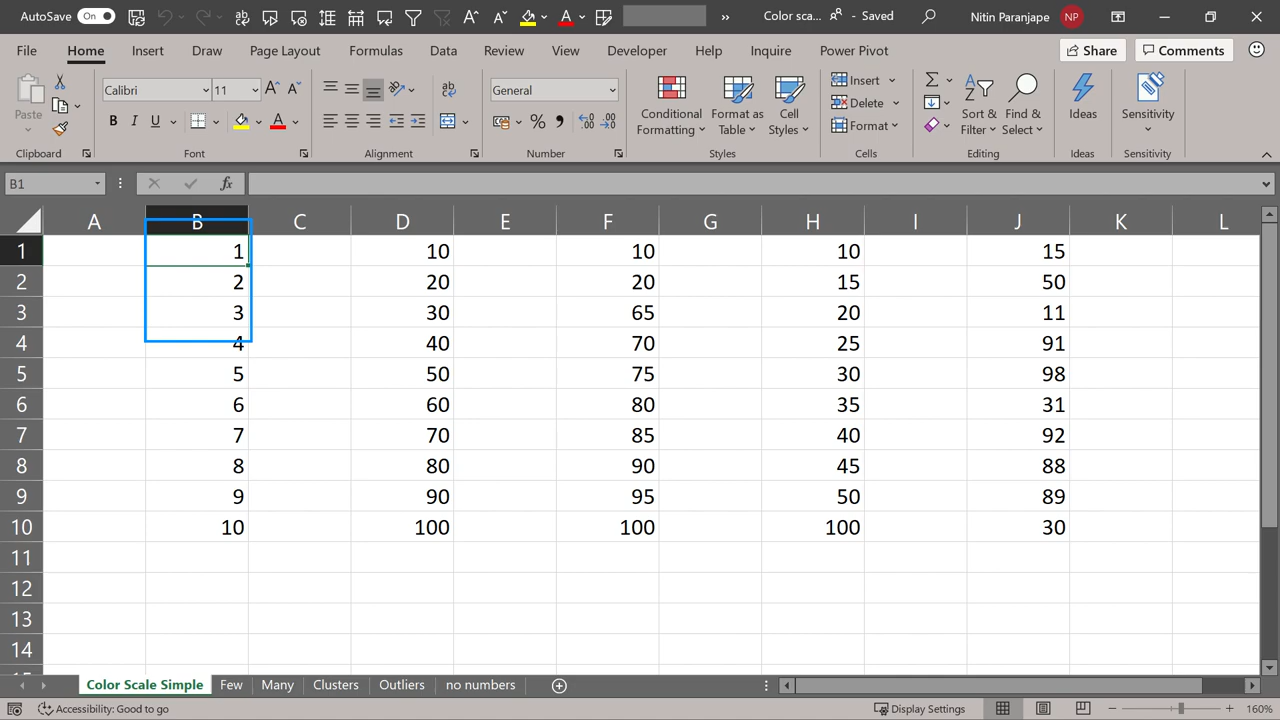 AutoSave On » Color sca... - Saved Nitin Paranjape NP
File Home Insert Draw Page Layout Formulas Data Review View Developer Help Inquire Power Pivot Share Comments
Paste Calibri 11 General Conditional Formatting Format as Table Cell Styles Insert Delete Format Sort & Filter Find & Select Ideas Sensitivity
Clipboard Font Alignment Number Styles Cells Editing Ideas Sensitivity
B1 fx
A B C D E F G H I J K L
1 1 10 10 10 15
2 2 20 20 15 50
3 3 30 65 20 11
4 4 40 70 25 91
5 5 50 75 30 98
6 6 60 80 35 31
7 7 70 85 40 92
8 8 80 90 45 88
9 9 90 95 50 89
10 10 100 100 100 30
11
12
13
14
Color Scale Simple Few Many Clusters Outliers no numbers
Accessibility: Good to go Display Settings 160%